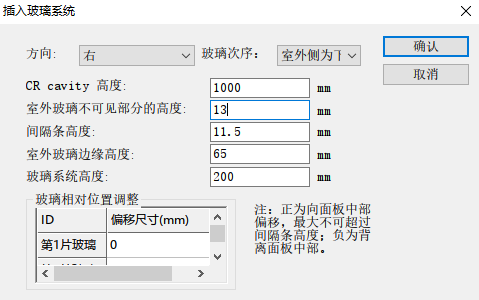 插入玻璃系统
方向: 右 玻璃次序: 室外侧为下
确认
取消
CR cavity 高度: 1000 mm
室外玻璃不可见部分的高度: 13 mm
间隔条高度: 11.5 mm
室外玻璃边缘高度: 65 mm
玻璃系统高度: 200 mm
玻璃相对位置调整
ID 偏移尺寸(mm)
第1片玻璃 0
注: 正为向面板中部
偏移，最大不可超过
间隔条高度；负为背
离面板中部。